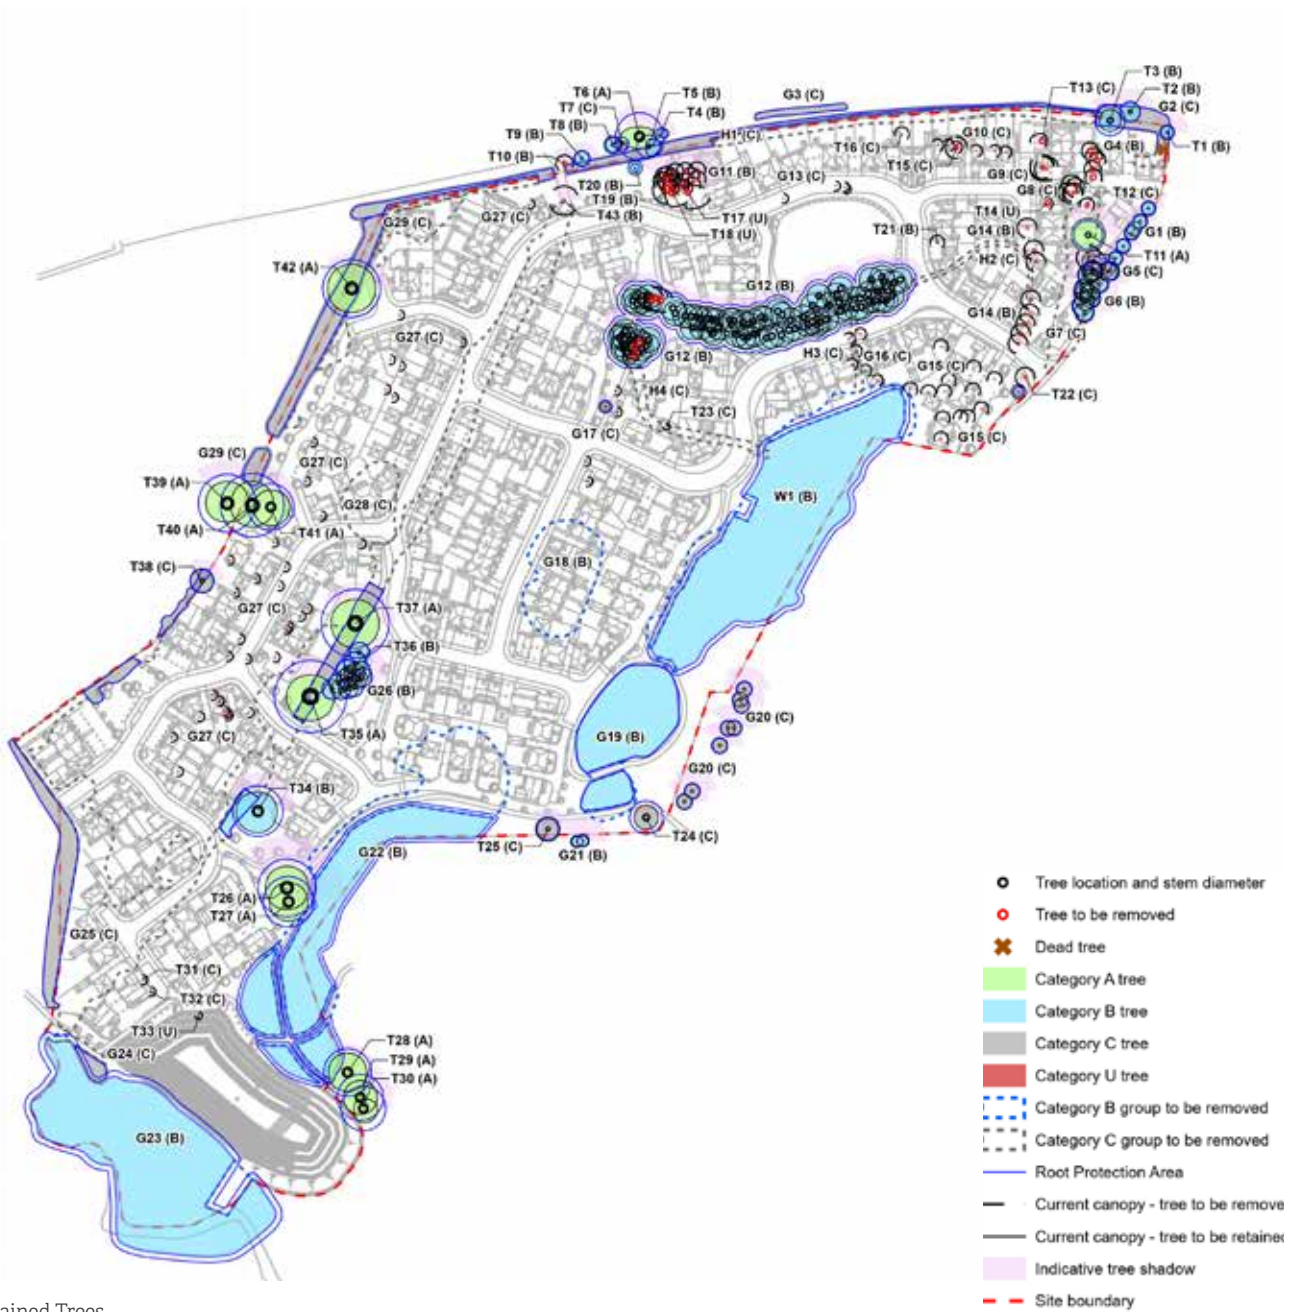 T3 (B)
T2 (B)
G2 (C)
T13 (C)
T5 (B)
T6 (A)
T7 (C)
T4 (B)
G3 (C)
T8 (B)
T9 (B)
H1 (C)
T10 (B)
T16 (C)
G10 (C)
G4 (B)
T1 (B)
T15 (C)
G9 (C)
G11 (B)
G13 (C)
T20 (B)
T19 (B)
G8 (C)
T12 (C)
G29 (C)
G27 (C)
T43 (B)
T17 (U)
T18 (U)
T14 (U)
T21 (B)
G14 (B)
G1 (B)
T11 (A)
H2 (C)
T42 (A)
G5 (C)
G12 (B)
G6 (B)
G14 (B)
G27 (C)
G7 (C)
G12 (B)
H3 (C)
G16 (C)
G15 (C)
H4 (C)
T22 (C)
T23 (C)
G17 (C)
G15 (C)
G29 (C)
G27 (C)
T39 (A)
W1 (B)
G28 (C)
T40 (A)
T41 (A)
T38 (C)
G18 (B)
G27 (C)
T37 (A)
T36 (B)
G26 (B)
G20 (C)
T35 (A)
G27 (C)
G19 (B)
G20 (C)
T34 (B)
T24 (C)
T25 (C)
G21 (B)
G22 (B)
T26 (A)
T27 (A)
G25 (C)
T31 (C)
T32 (C)
T33 (U)
T28 (A)
G24 (C)
T29 (A)
T30 (A)
G23 (B)
Tree location and stem diameter
Tree to be removed
Dead tree
Category A tree
Category B tree
Category C tree
Category U tree
Category B group to be removed
Category C group to be removed
Root Protection Area
Current canopy - tree to be remove
Current canopy - tree to be retained
Indicative tree shadow
Site boundary
ained Trees